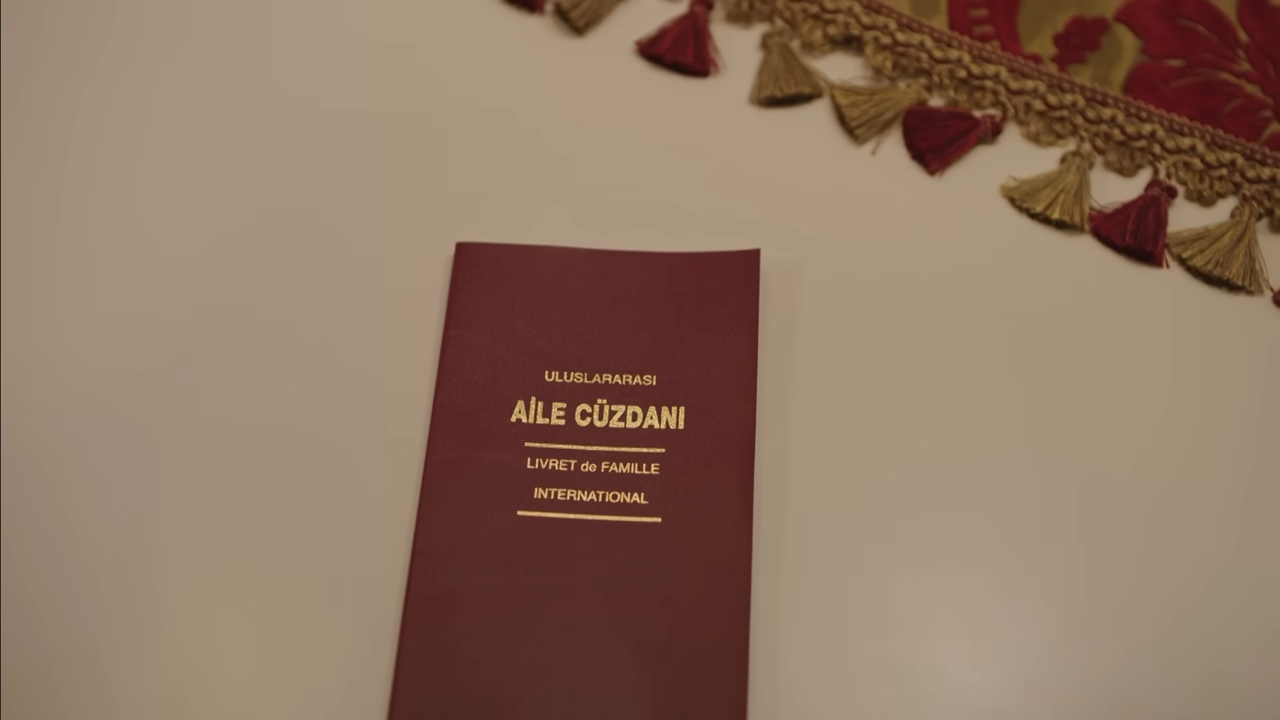 ULUSLARARASI
AİLE CÜZDANI
LIVRET de FAMILLE
INTERNATIONAL